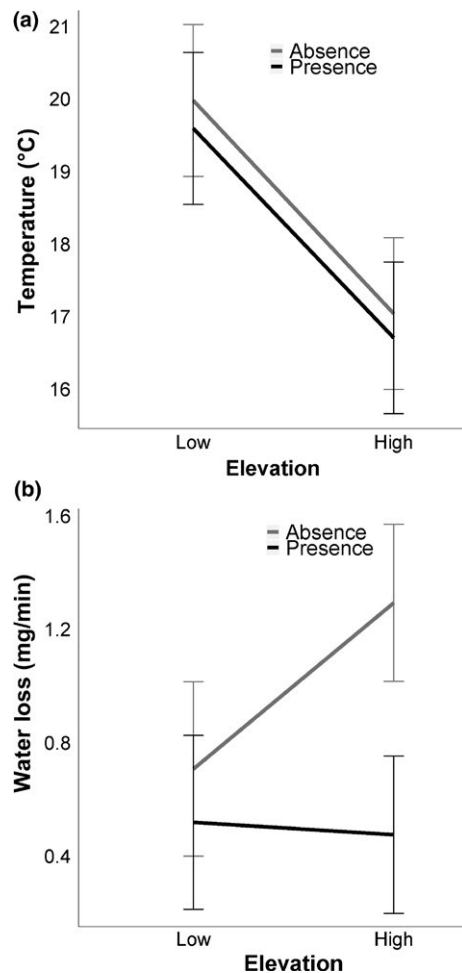 (a)
21
20
19
18
17
16
Temperature (°C)
Absence
Presence
Low High
Elevation
(b)
1.6
1.2
0.8
0.4
Water loss (mg/min)
Absence
Presence
Low High
Elevation